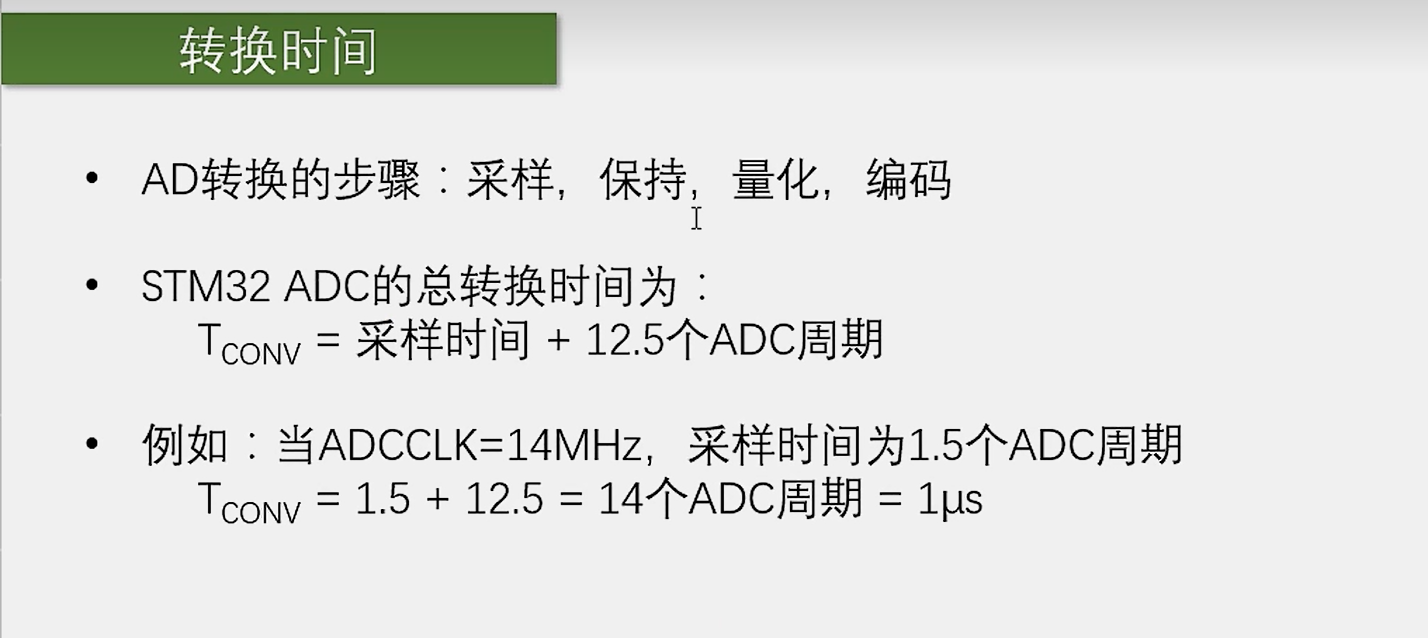 转换时间
• AD转换的步骤：采样，保持，量化，编码
• STM32 ADC的总转换时间为：
TCONV = 采样时间 + 12.5个ADC周期
• 例如：当ADCCLK=14MHz，采样时间为1.5个ADC周期
TCONV = 1.5 + 12.5 = 14个ADC周期 = 1μs